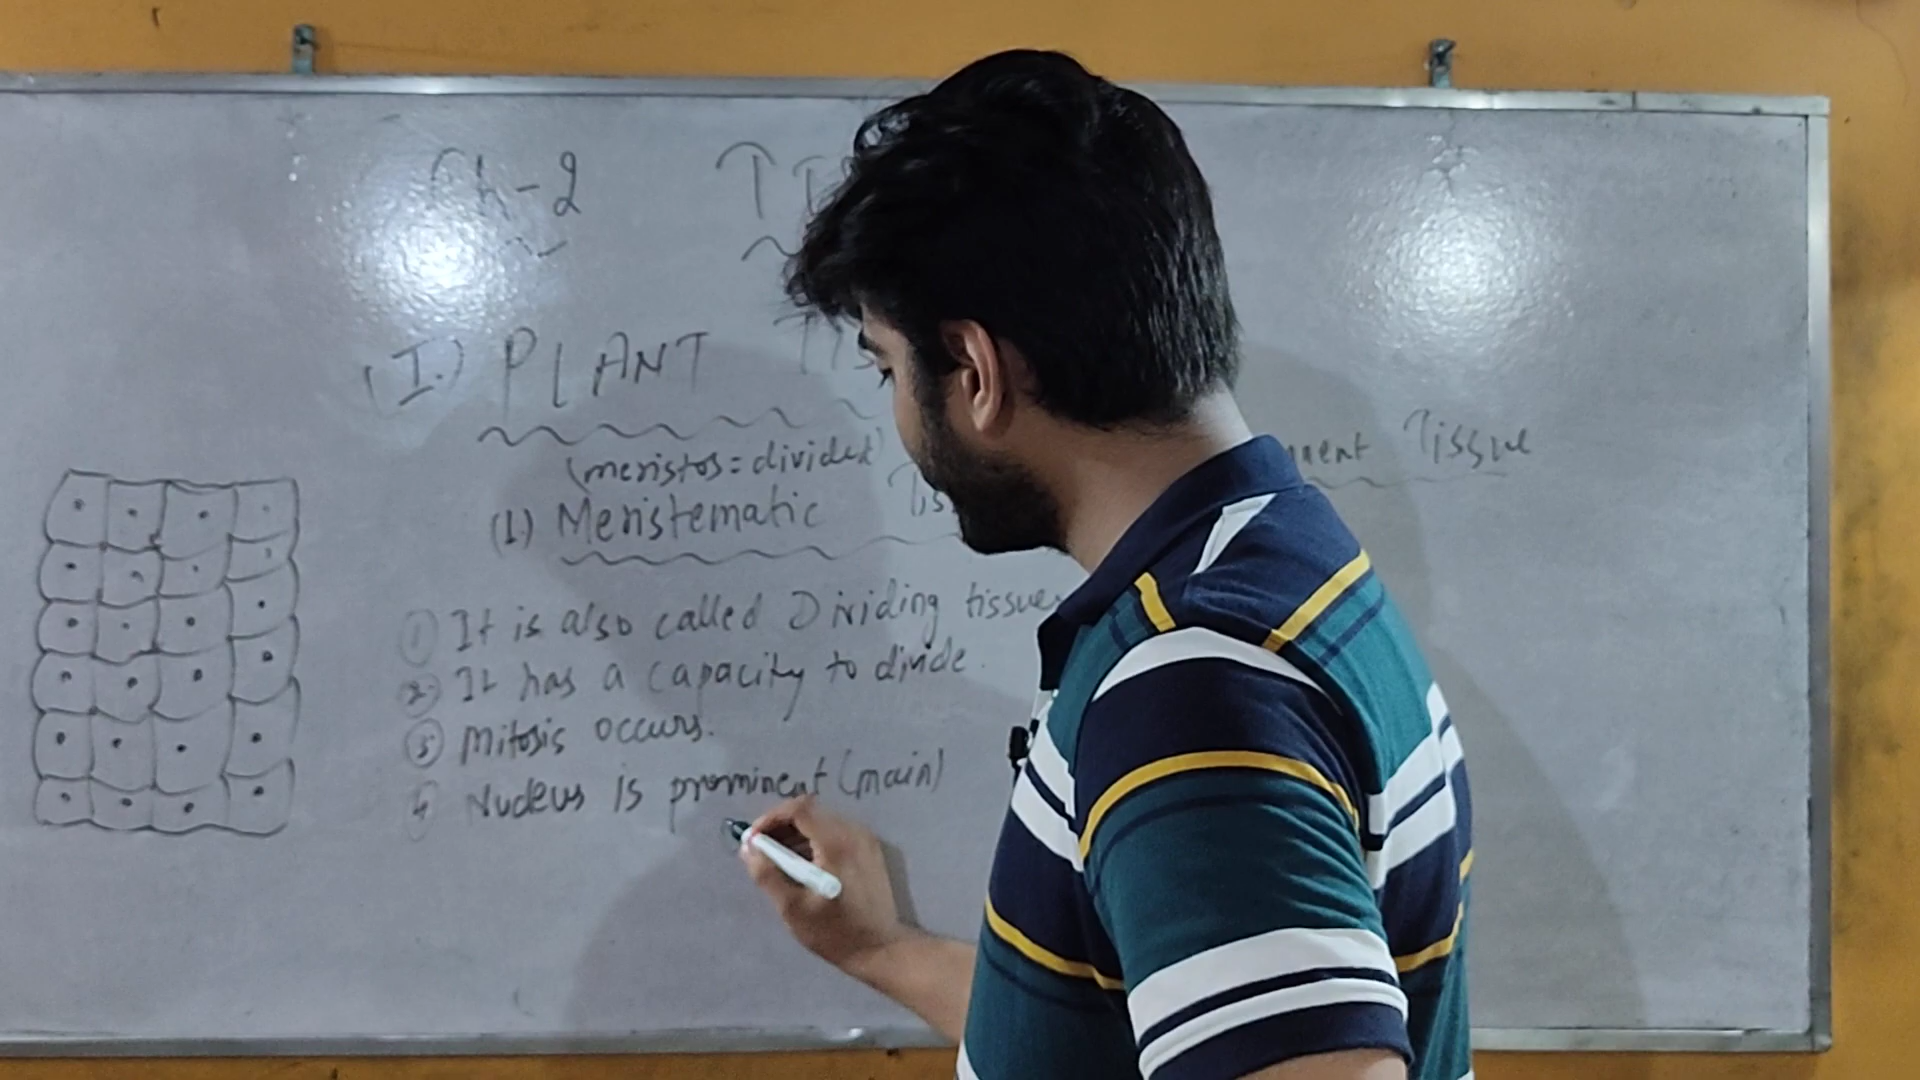 Ch-2
(I.) PLANT
(meristos = divided)
Tissue
(1.) Meristematic
① It is also called Dividing tissue
② It has a capacity to divide.
③ Mitosis occurs.
④ Nucleus is prominent (main)